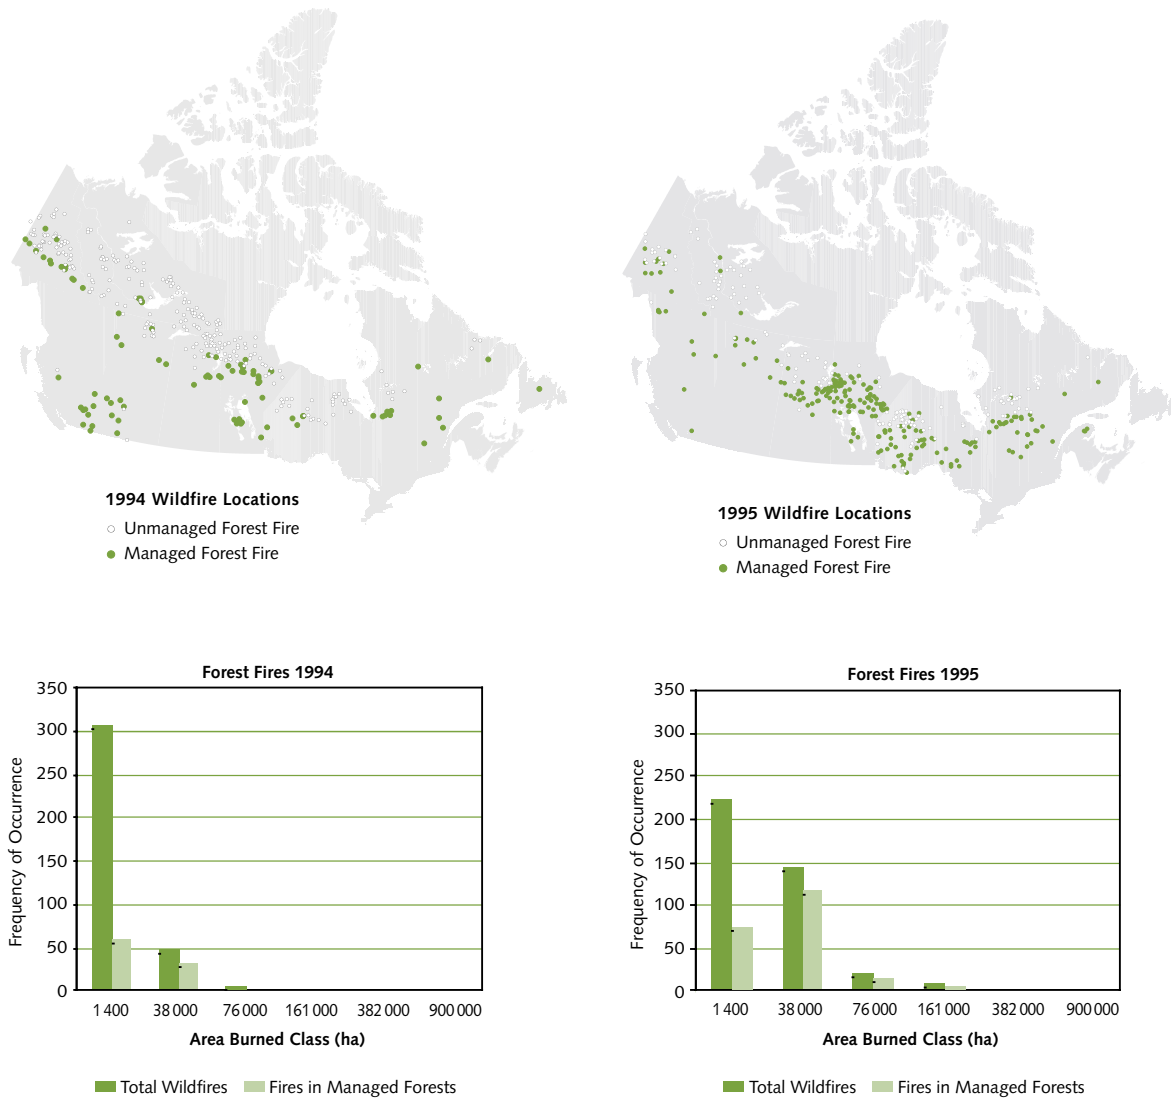 1994 Wildfire Locations
Unmanaged Forest Fire
Managed Forest Fire
1995 Wildfire Locations
Unmanaged Forest Fire
Managed Forest Fire
Forest Fires 1994
Frequency of Occurrence
350
300
250
200
150
100
50
0
1 400 38 000 76 000 161 000 382 000 900 000
Area Burned Class (ha)
Total Wildfires Fires in Managed Forests
Forest Fires 1995
Frequency of Occurrence
350
300
250
200
150
100
50
0
1 400 38 000 76 000 161 000 382 000 900 000
Area Burned Class (ha)
Total Wildfires Fires in Managed Forests